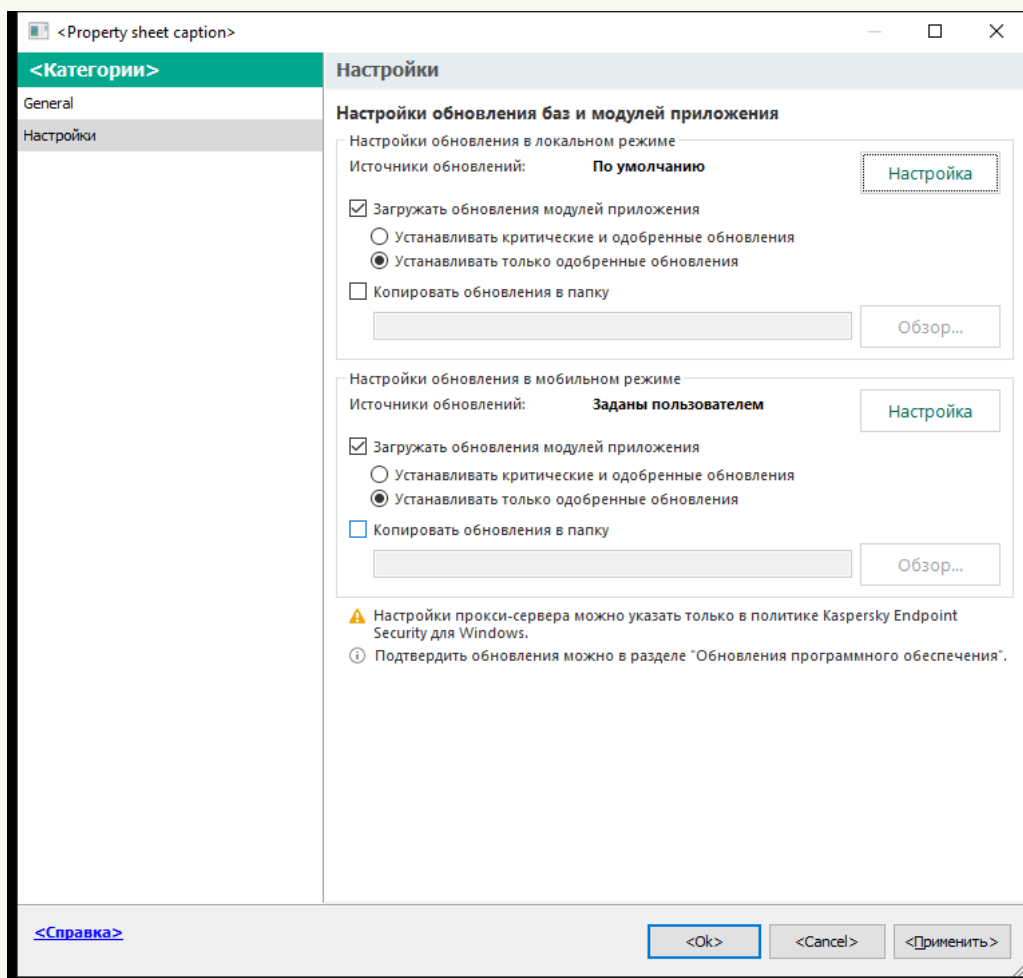 <Property sheet caption>
<Категории>
General
Настройки
Настройки
Настройки обновления баз и модулей приложения
Настройки обновления в локальном режиме
Источники обновлений: По умолчанию
Настройка
Загружать обновления модулей приложения
Устанавливать критические и одобренные обновления
Устанавливать только одобренные обновления
Копировать обновления в папку
Обзор...
Настройки обновления в мобильном режиме
Источники обновлений: Заданы пользователем
Настройка
Загружать обновления модулей приложения
Устанавливать критические и одобренные обновления
Устанавливать только одобренные обновления
Копировать обновления в папку
Обзор...
Настройки прокси-сервера можно указать только в политике Kaspersky Endpoint
Security для Windows.
Подтвердить обновления можно в разделе "Обновления программного обеспечения".
<Справка>
<Ok>
<Cancel>
<Применить>